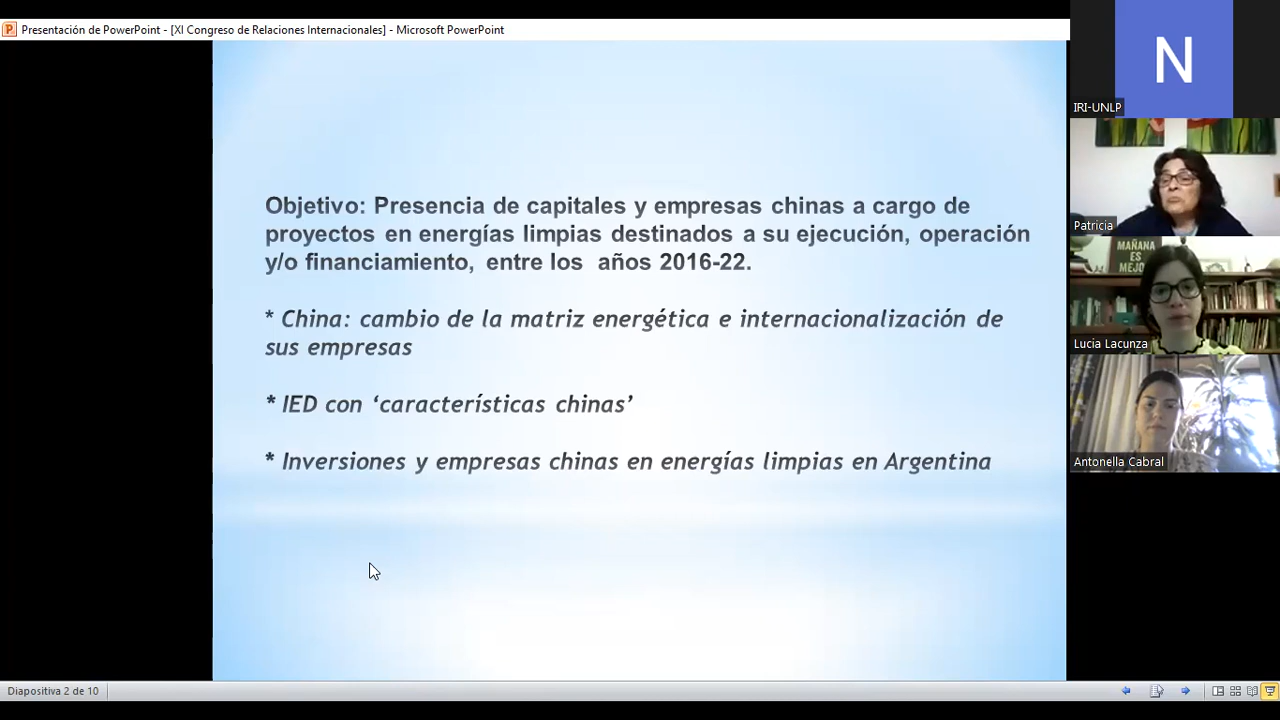 Presentación de PowerPoint - [XI Congreso de Relaciones Internacionales] - Microsoft PowerPoint
N
IRI-UNLP
Objetivo: Presencia de capitales y empresas chinas a cargo de
proyectos en energías limpias destinados a su ejecución, operación
y/o financiamiento, entre los años 2016-22.
* China: cambio de la matriz energética e internacionalización de
sus empresas
* IED con ‘características chinas’
* Inversiones y empresas chinas en energías limpias en Argentina
Patricia
MAÑANA
ES
MEJO
Lucia Lacunza
Antonella Cabral
Diapositiva 2 de 10